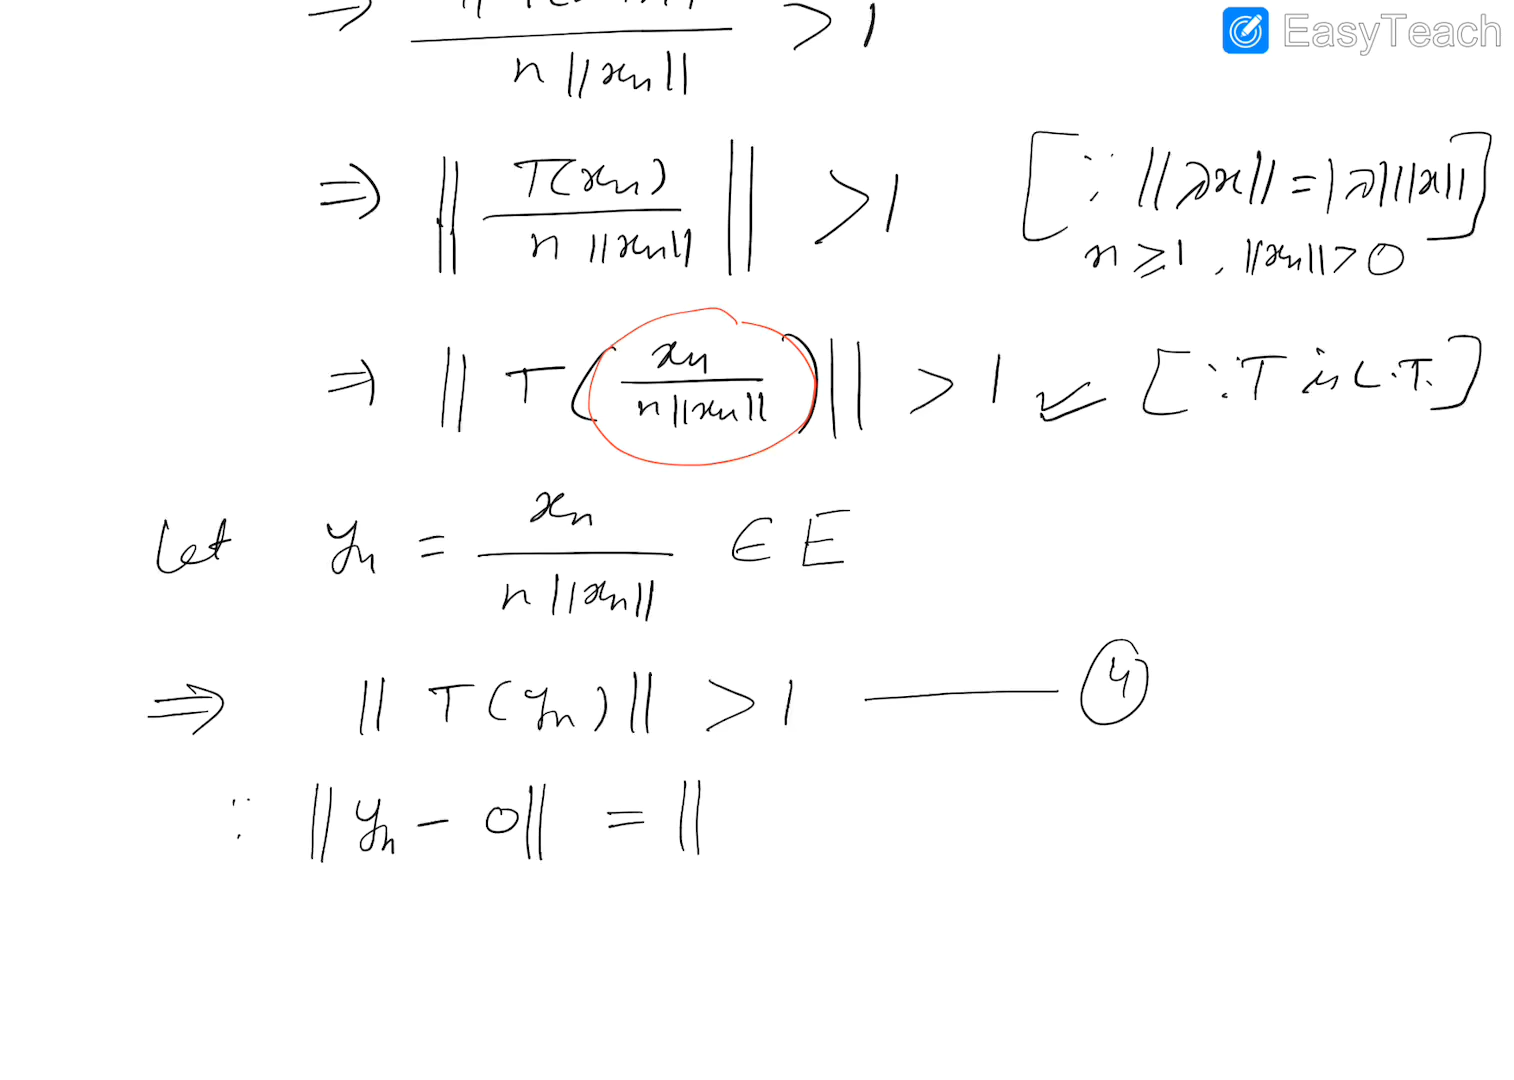 EasyTeach
⇒ / n ||xn|| > 1
⇒ || T(xn) / n ||xn|| || > 1 [∵ ||λx|| = |λ| ||x||]
n ≥ 1, ||xn|| > 0
⇒ || T( xn / n ||xn|| ) || > 1 ✓ [∵ T is L.T.]
Let yn = xn / n ||xn|| ∈ E
⇒ || T(yn) || > 1 —— 4
∵ || yn - 0 || = ||